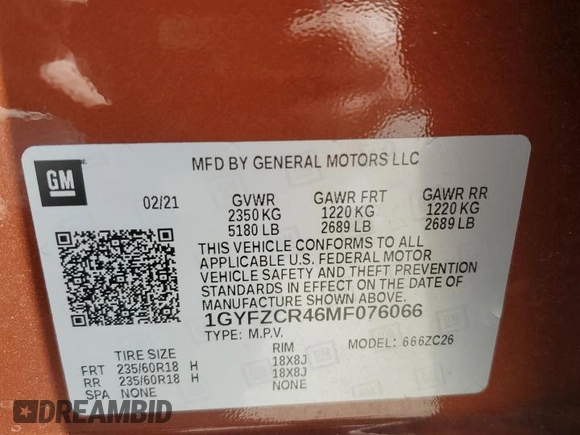 GM
MFD BY GENERAL MOTORS LLC
02/21 GVWR GAWR FRT GAWR RR
2350 KG 1220 KG 1220 KG
5180 LB 2689 LB 2689 LB
THIS VEHICLE CONFORMS TO ALL
APPLICABLE U.S. FEDERAL MOTOR
VEHICLE SAFETY AND THEFT PREVENTION
STANDARDS IN EFFECT ON THE DATE OF
MANUFACTURE SHOWN ABOVE.
1GYFZCR46MF076066
TYPE: M.P.V. MODEL: 666ZC26
TIRE SIZE RIM
FRT 235/60R18 H 18X8J
RR 235/60R18 H 18X8J
SPA NONE NONE
DREAMBID